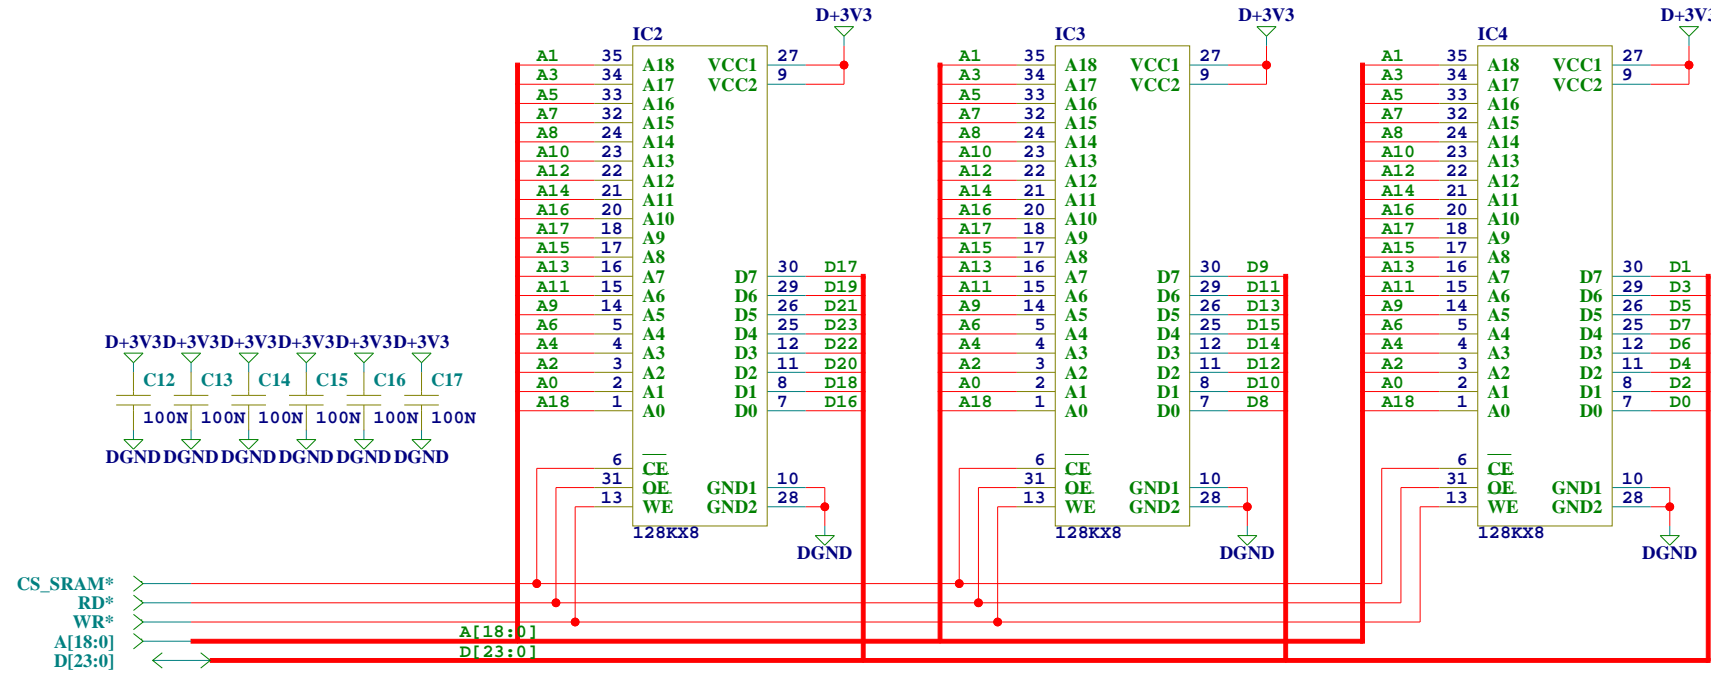 D+3V3 D+3V3
IC2 IC3 IC4
A1 35 A18 VCC1 27 A1 35 A18 VCC1 27 A1 35 A18 VCC1 27
A3 34 A17 VCC2 9 A3 34 A17 VCC2 9 A3 34 A17 VCC2 9
A5 33 A16 A5 33 A16 A5 33 A16
A7 32 A15 A7 32 A15 A7 32 A15
A8 24 A14 A8 24 A14 A8 24 A14
A10 23 A13 A10 23 A13 A10 23 A13
A12 22 A12 A12 22 A12 A12 22 A12
A14 21 A11 A14 21 A11 A14 21 A11
A16 20 A10 A16 20 A10 A16 20 A10
A17 18 A9 A17 18 A9 A17 18 A9
A15 17 A8 A15 17 A8 A15 17 A8
A13 16 A7 D7 30 D17 A13 16 A7 D7 30 D9 A13 16 A7 D7 30 D1
A11 15 A6 D6 29 D19 A11 15 A6 D6 29 D11 A11 15 A6 D6 29 D3
A9 14 A5 D5 26 D21 A9 14 A5 D5 26 D13 A9 14 A5 D5 26 D5
A6 5 A4 D4 25 D23 A6 5 A4 D4 25 D15 A6 5 A4 D4 25 D7
A4 4 A3 D3 12 D22 A4 4 A3 D3 12 D14 A4 4 A3 D3 12 D6
A2 3 A2 D2 11 D20 A2 3 A2 D2 11 D12 A2 3 A2 D2 11 D4
A0 2 A1 D1 8 D18 A0 2 A1 D1 8 D10 A0 2 A1 D1 8 D2
A18 1 A0 D0 7 D16 A18 1 A0 D0 7 D8 A18 1 A0 D0 7 D0
D+3V3 D+3V3 D+3V3 D+3V3 D+3V3 D+3V3
C12 C13 C14 C15 C16 C17
100N 100N 100N 100N 100N 100N
DGND DGND DGND DGND DGND DGND
6 CE 6 CE 6 CE
31 OE GND1 10 31 OE GND1 10 31 OE GND1 10
13 WE GND2 28 13 WE GND2 28 13 WE GND2 28
128KX8 128KX8 128KX8
DGND DGND DGND
CS_SRAM*
RD*
WR*
A[18:0] A[18:0]
D[23:0] D[23:0]